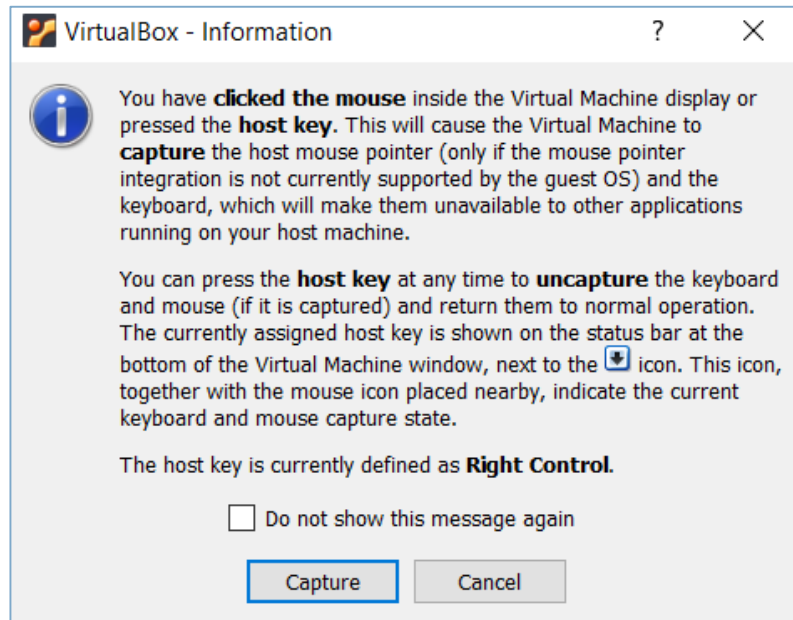 VirtualBox - Information
You have clicked the mouse inside the Virtual Machine display or
pressed the host key. This will cause the Virtual Machine to
capture the host mouse pointer (only if the mouse pointer
integration is not currently supported by the guest OS) and the
keyboard, which will make them unavailable to other applications
running on your host machine.
You can press the host key at any time to uncapture the keyboard
and mouse (if it is captured) and return them to normal operation.
The currently assigned host key is shown on the status bar at the
bottom of the Virtual Machine window, next to the icon. This icon,
together with the mouse icon placed nearby, indicate the current
keyboard and mouse capture state.
The host key is currently defined as Right Control.
Do not show this message again
Capture Cancel